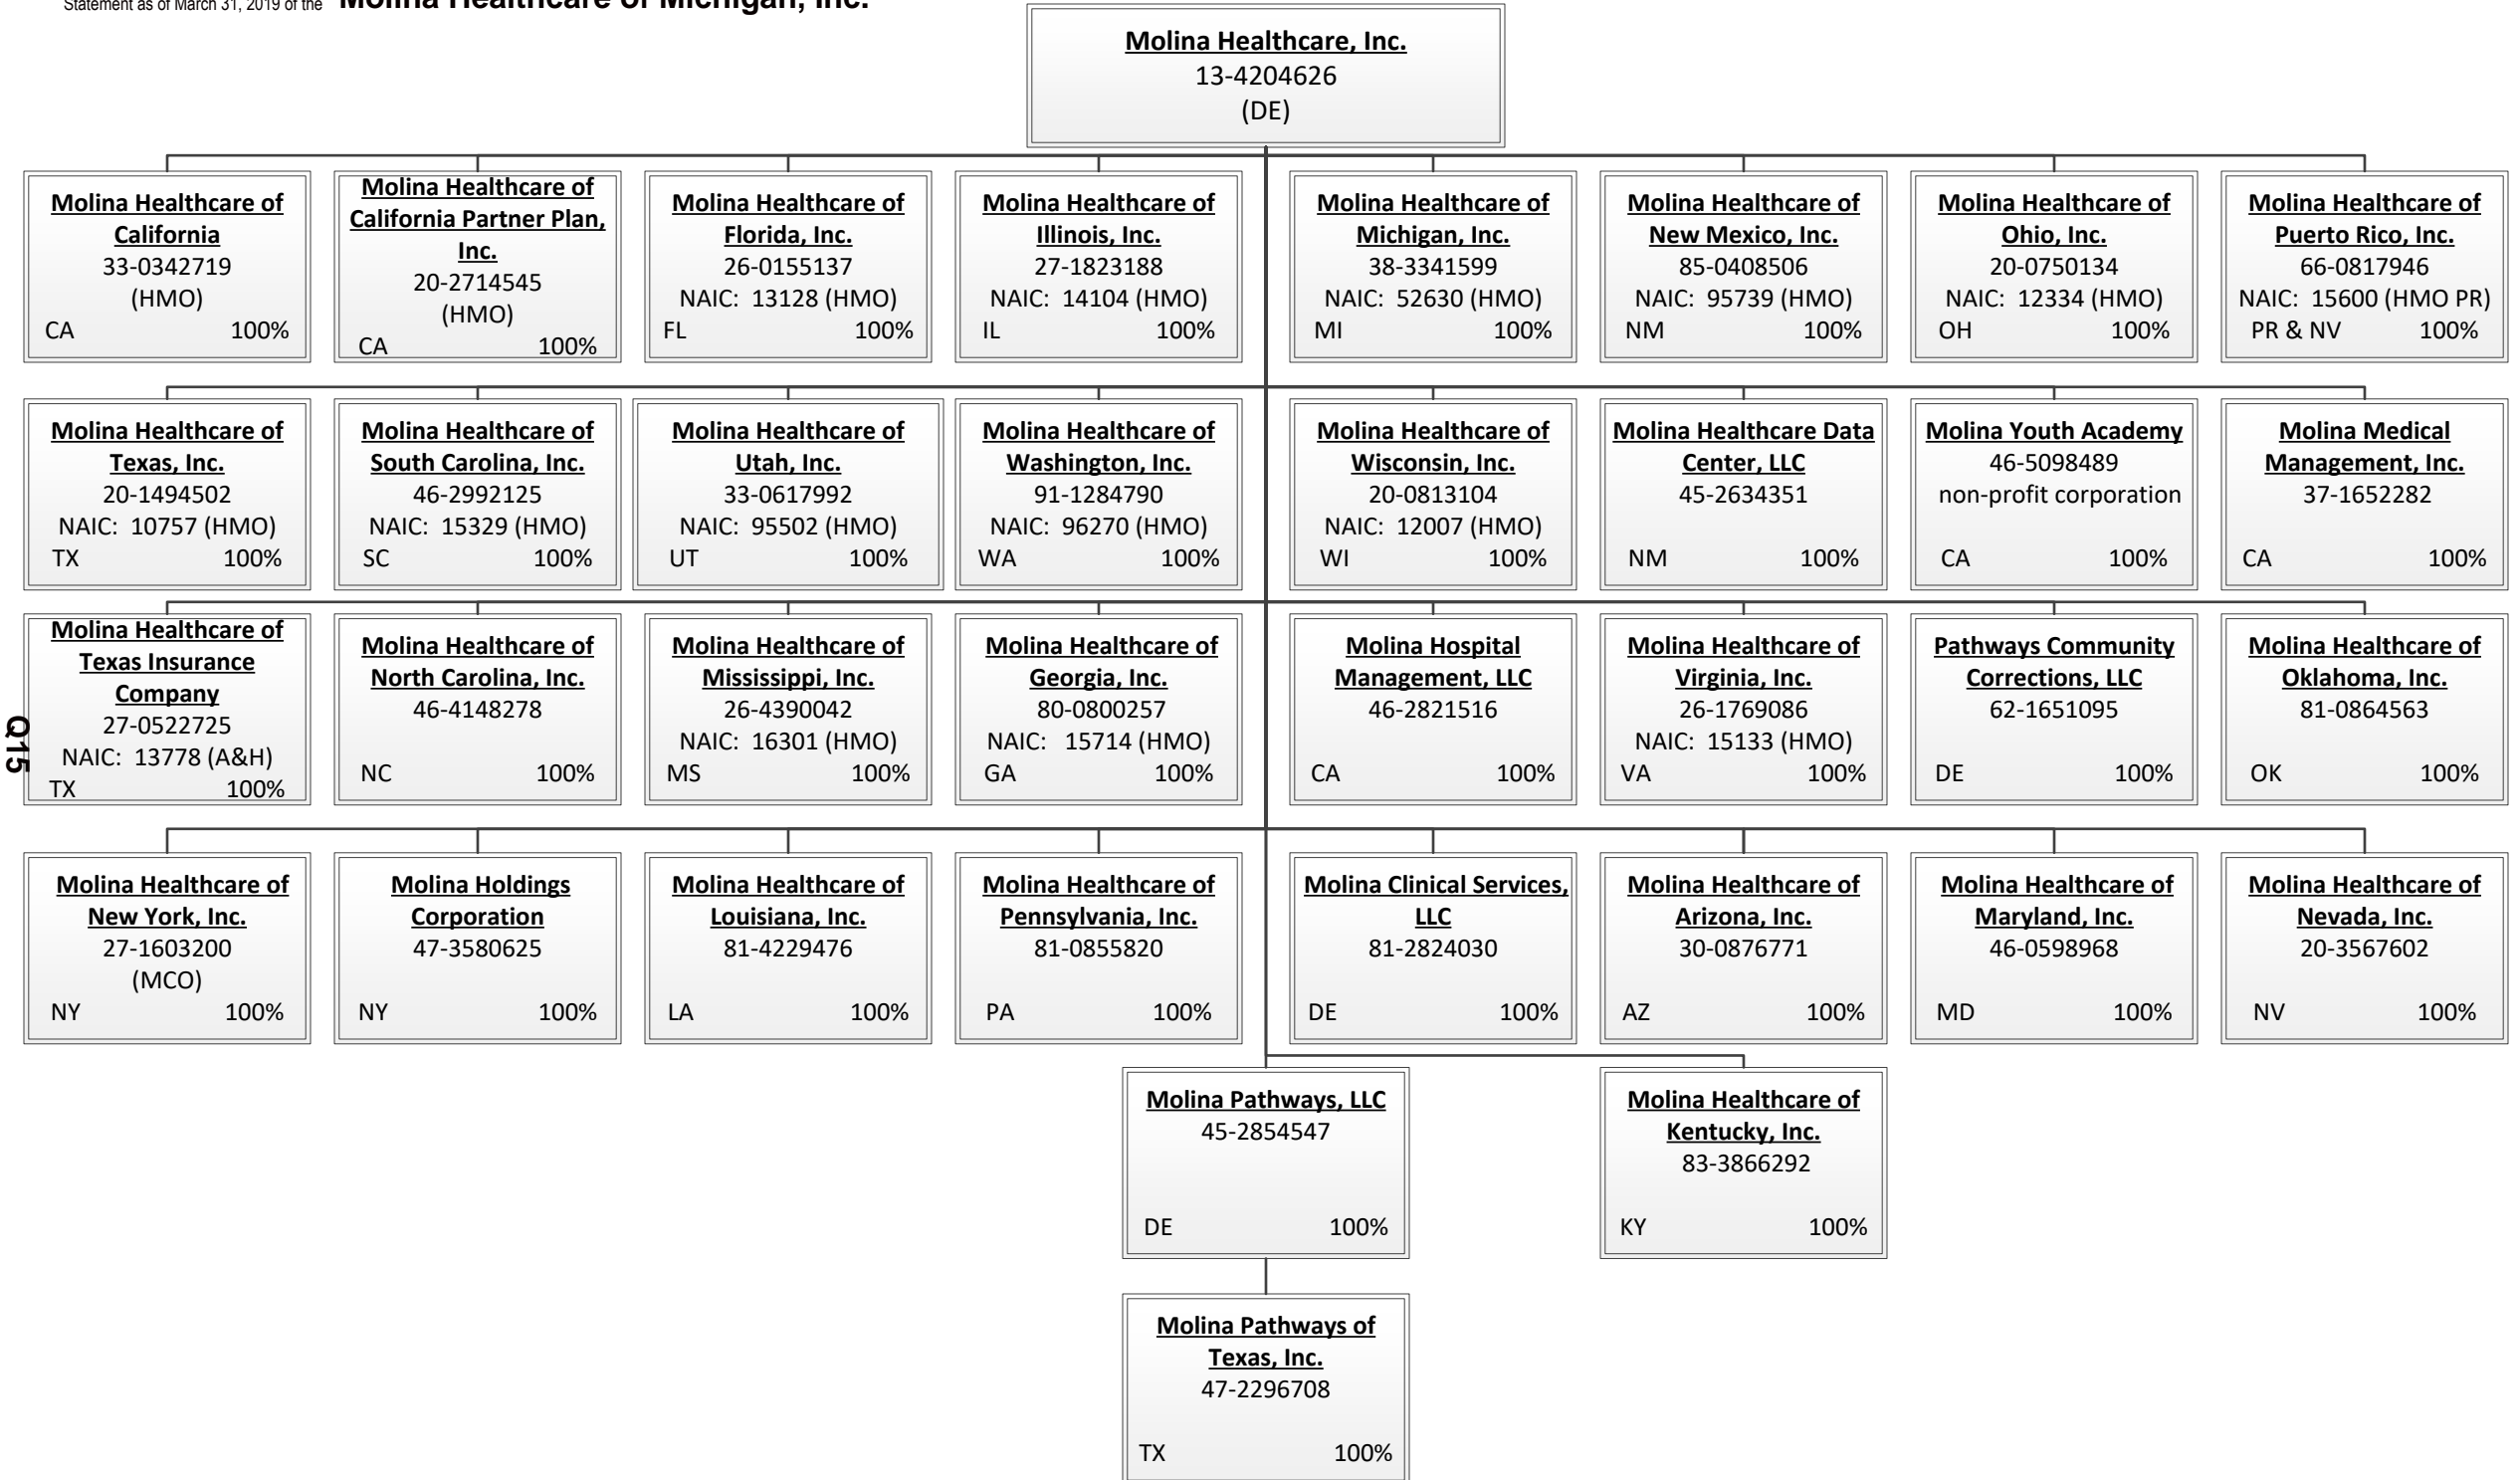 Statement as of March 31, 2019 of the Molina Healthcare of Michigan, Inc.
Molina Healthcare, Inc.
13-4204626
(DE)
Molina Healthcare of
California
33-0342719
(HMO)
CA 100%
Molina Healthcare of
California Partner Plan,
Inc.
20-2714545
(HMO)
CA 100%
Molina Healthcare of
Florida, Inc.
26-0155137
NAIC: 13128 (HMO)
FL 100%
Molina Healthcare of
Illinois, Inc.
27-1823188
NAIC: 14104 (HMO)
IL 100%
Molina Healthcare of
Michigan, Inc.
38-3341599
NAIC: 52630 (HMO)
MI 100%
Molina Healthcare of
New Mexico, Inc.
85-0408506
NAIC: 95739 (HMO)
NM 100%
Molina Healthcare of
Ohio, Inc.
20-0750134
NAIC: 12334 (HMO)
OH 100%
Molina Healthcare of
Puerto Rico, Inc.
66-0817946
NAIC: 15600 (HMO PR)
PR & NV 100%
Molina Healthcare of
Texas, Inc.
20-1494502
NAIC: 10757 (HMO)
TX 100%
Molina Healthcare of
South Carolina, Inc.
46-2992125
NAIC: 15329 (HMO)
SC 100%
Molina Healthcare of
Utah, Inc.
33-0617992
NAIC: 95502 (HMO)
UT 100%
Molina Healthcare of
Washington, Inc.
91-1284790
NAIC: 96270 (HMO)
WA 100%
Molina Healthcare of
Wisconsin, Inc.
20-0813104
NAIC: 12007 (HMO)
WI 100%
Molina Healthcare Data
Center, LLC
45-2634351
NM 100%
Molina Youth Academy
46-5098489
non-profit corporation
CA 100%
Molina Medical
Management, Inc.
37-1652282
CA 100%
Molina Healthcare of
Texas Insurance
Company
27-0522725
NAIC: 13778 (A&H)
TX 100%
Molina Healthcare of
North Carolina, Inc.
46-4148278
NC 100%
Molina Healthcare of
Mississippi, Inc.
26-4390042
NAIC: 16301 (HMO)
MS 100%
Molina Healthcare of
Georgia, Inc.
80-0800257
NAIC: 15714 (HMO)
GA 100%
Molina Hospital
Management, LLC
46-2821516
CA 100%
Molina Healthcare of
Virginia, Inc.
26-1769086
NAIC: 15133 (HMO)
VA 100%
Pathways Community
Corrections, LLC
62-1651095
DE 100%
Molina Healthcare of
Oklahoma, Inc.
81-0864563
OK 100%
Q15
Molina Healthcare of
New York, Inc.
27-1603200
(MCO)
NY 100%
Molina Holdings
Corporation
47-3580625
NY 100%
Molina Healthcare of
Louisiana, Inc.
81-4229476
LA 100%
Molina Healthcare of
Pennsylvania, Inc.
81-0855820
PA 100%
Molina Clinical Services,
LLC
81-2824030
DE 100%
Molina Healthcare of
Arizona, Inc.
30-0876771
AZ 100%
Molina Healthcare of
Maryland, Inc.
46-0598968
MD 100%
Molina Healthcare of
Nevada, Inc.
20-3567602
NV 100%
Molina Pathways, LLC
45-2854547
DE 100%
Molina Healthcare of
Kentucky, Inc.
83-3866292
KY 100%
Molina Pathways of
Texas, Inc.
47-2296708
TX 100%